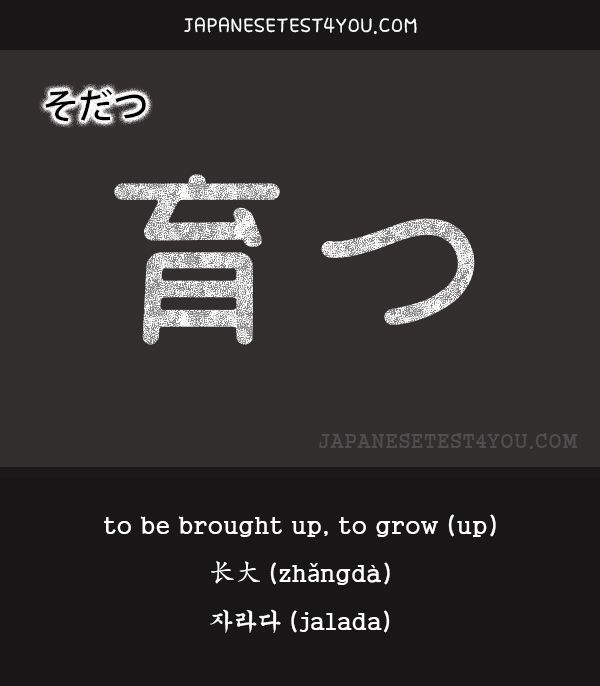 JAPANESETEST4YOU.COM
そだつ
育つ
JAPANESETEST4YOU.COM
to be brought up, to grow (up)
长大 (zhǎngdà)
자라다 (jalada)